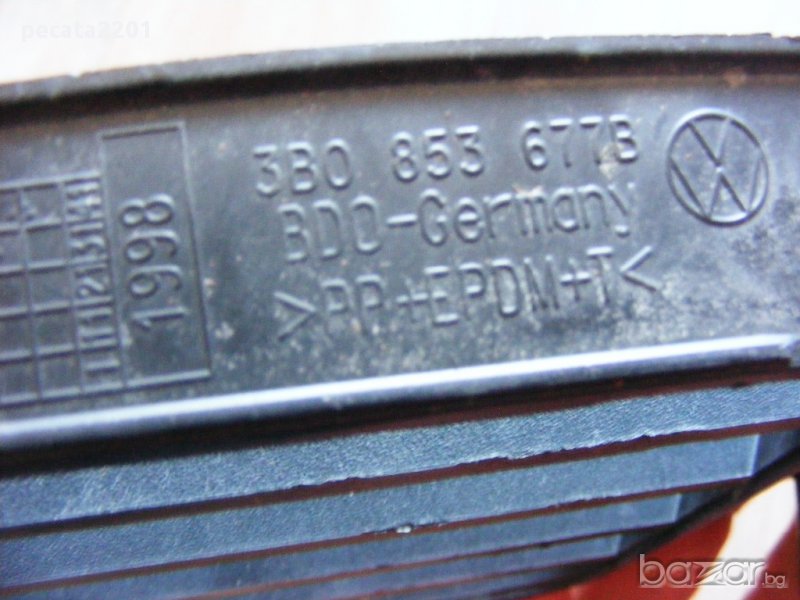 pecata2201
3B0 853 677B
BDO-Germany
>PP+EPDM+T<
1998
bazar.bg